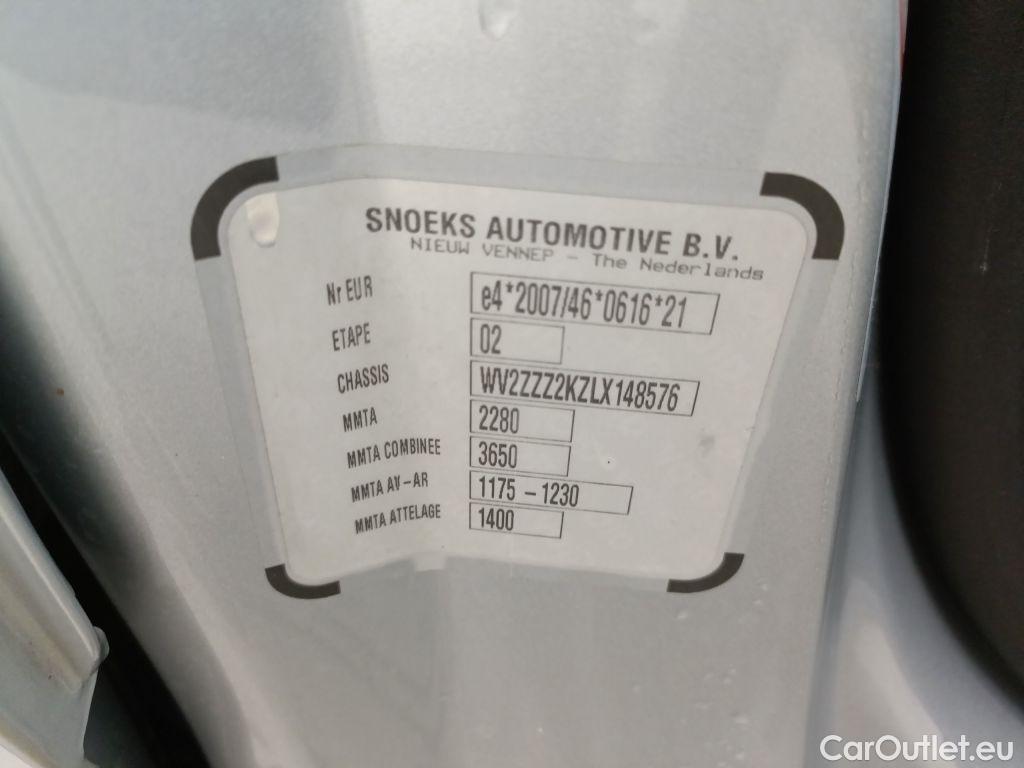 SNOEKS AUTOMOTIVE B.V.
NIEUW VENNEP - The Nederlands
Nr EUR e4*2007/46*0616*21
ETAPE 02
CHASSIS WV2ZZZ2KZLX148576
MMTA 2280
MMTA COMBINEE 3650
MMTA AV-AR 1175 - 1230
MMTA ATTELAGE 1400
CarOutlet.eu